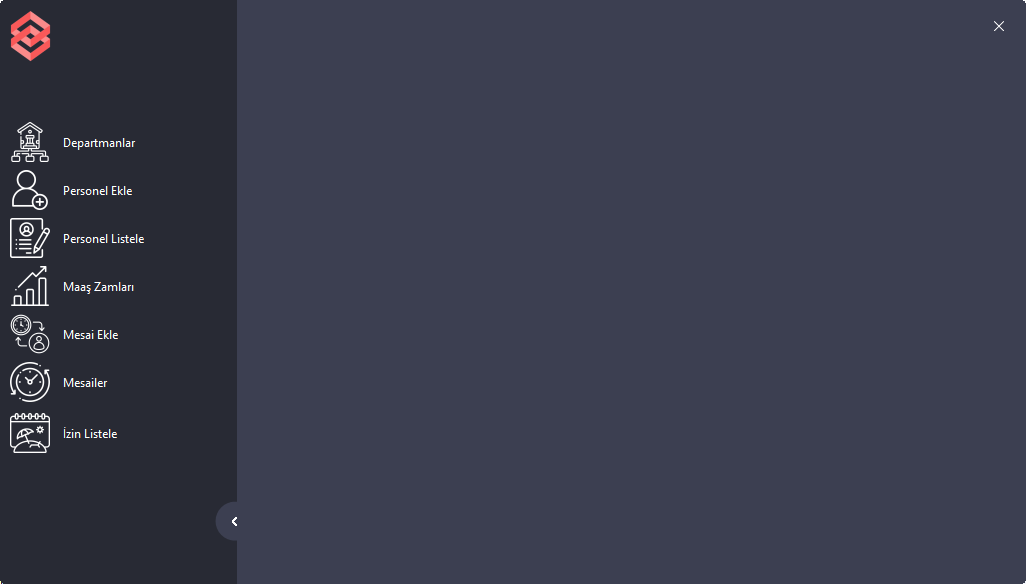 Departmanlar
Personel Ekle
Personel Listele
Maaş Zamları
Mesai Ekle
Mesailer
İzin Listele